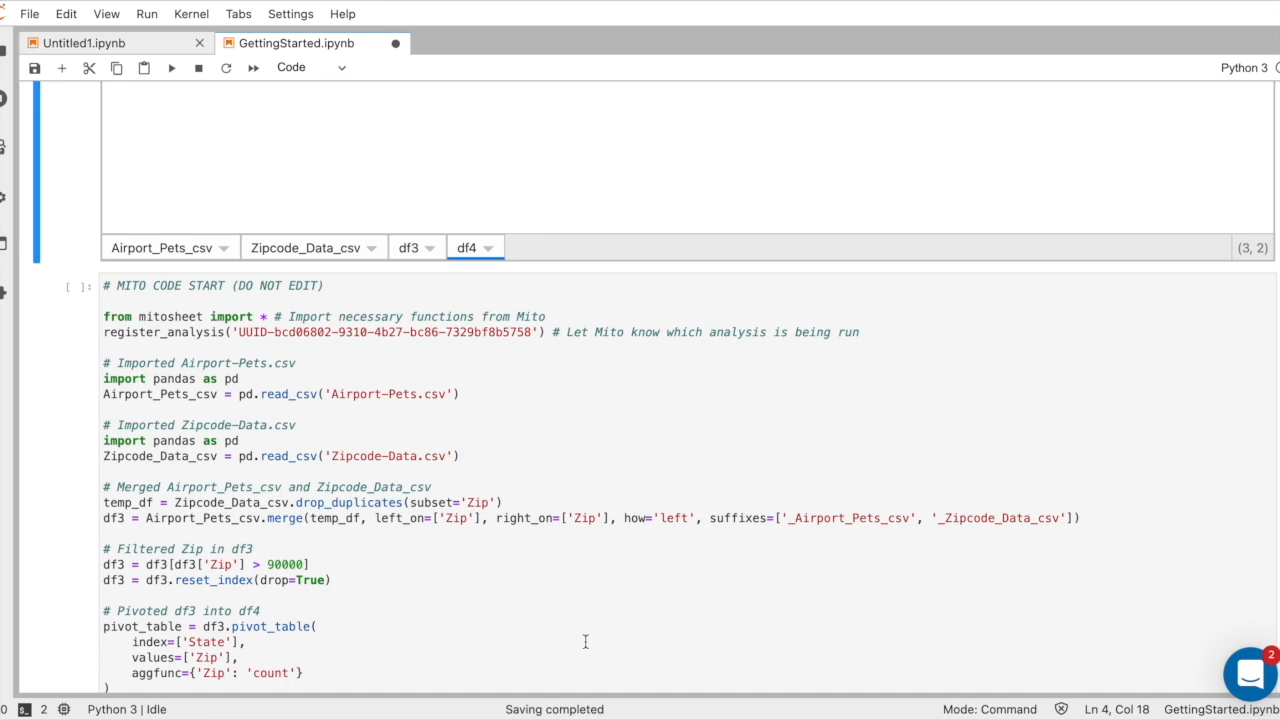 File Edit View Run Kernel Tabs Settings Help
Untitled1.ipynb GettingStarted.ipynb
Code Python 3
Airport_Pets_csv Zipcode_Data_csv df3 df4 (3, 2)
[ ]: # MITO CODE START (DO NOT EDIT)
from mitosheet import * # Import necessary functions from Mito
register_analysis('UUID-bcd06802-9310-4b27-bc86-7329bf8b5758') # Let Mito know which analysis is being run
# Imported Airport-Pets.csv
import pandas as pd
Airport_Pets_csv = pd.read_csv('Airport-Pets.csv')
# Imported Zipcode-Data.csv
import pandas as pd
Zipcode_Data_csv = pd.read_csv('Zipcode-Data.csv')
# Merged Airport_Pets_csv and Zipcode_Data_csv
temp_df = Zipcode_Data_csv.drop_duplicates(subset='Zip')
df3 = Airport_Pets_csv.merge(temp_df, left_on=['Zip'], right_on=['Zip'], how='left', suffixes=['_Airport_Pets_csv', '_Zipcode_Data_csv'])
# Filtered Zip in df3
df3 = df3[df3['Zip'] > 90000]
df3 = df3.reset_index(drop=True)
# Pivoted df3 into df4
pivot_table = df3.pivot_table(
    index=['State'],
    values=['Zip'],
    aggfunc={'Zip': 'count'}
)
2
0 $_ 2 Python 3 | Idle Saving completed Mode: Command Ln 4, Col 18 GettingStarted.ipynb